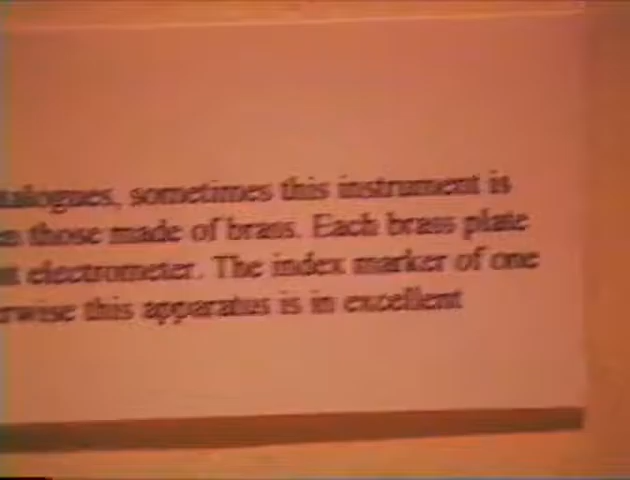 talogues, sometimes this instrument is
those made of brass. Each brass plate
electrometer. The index marker of one
rwise this apparatus is in excellent